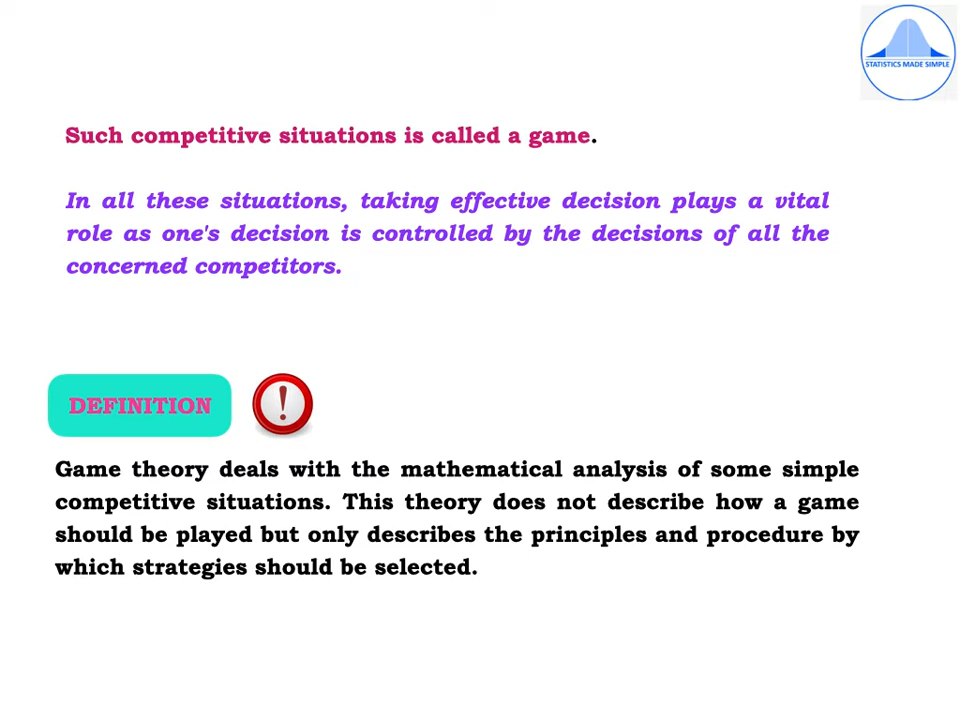 STATISTICS MADE SIMPLE
Such competitive situations is called a game.
In all these situations, taking effective decision plays a vital
role as one's decision is controlled by the decisions of all the
concerned competitors.
DEFINITION
Game theory deals with the mathematical analysis of some simple
competitive situations. This theory does not describe how a game
should be played but only describes the principles and procedure by
which strategies should be selected.